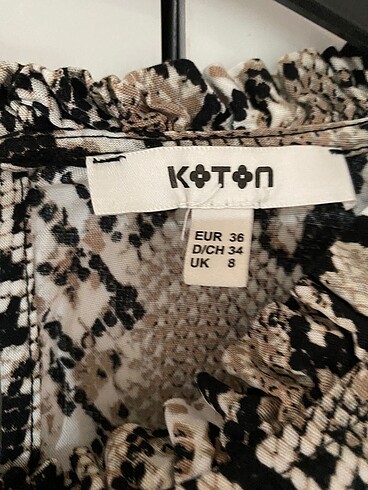 KOTON
EUR 36
D/CH 34
UK 8